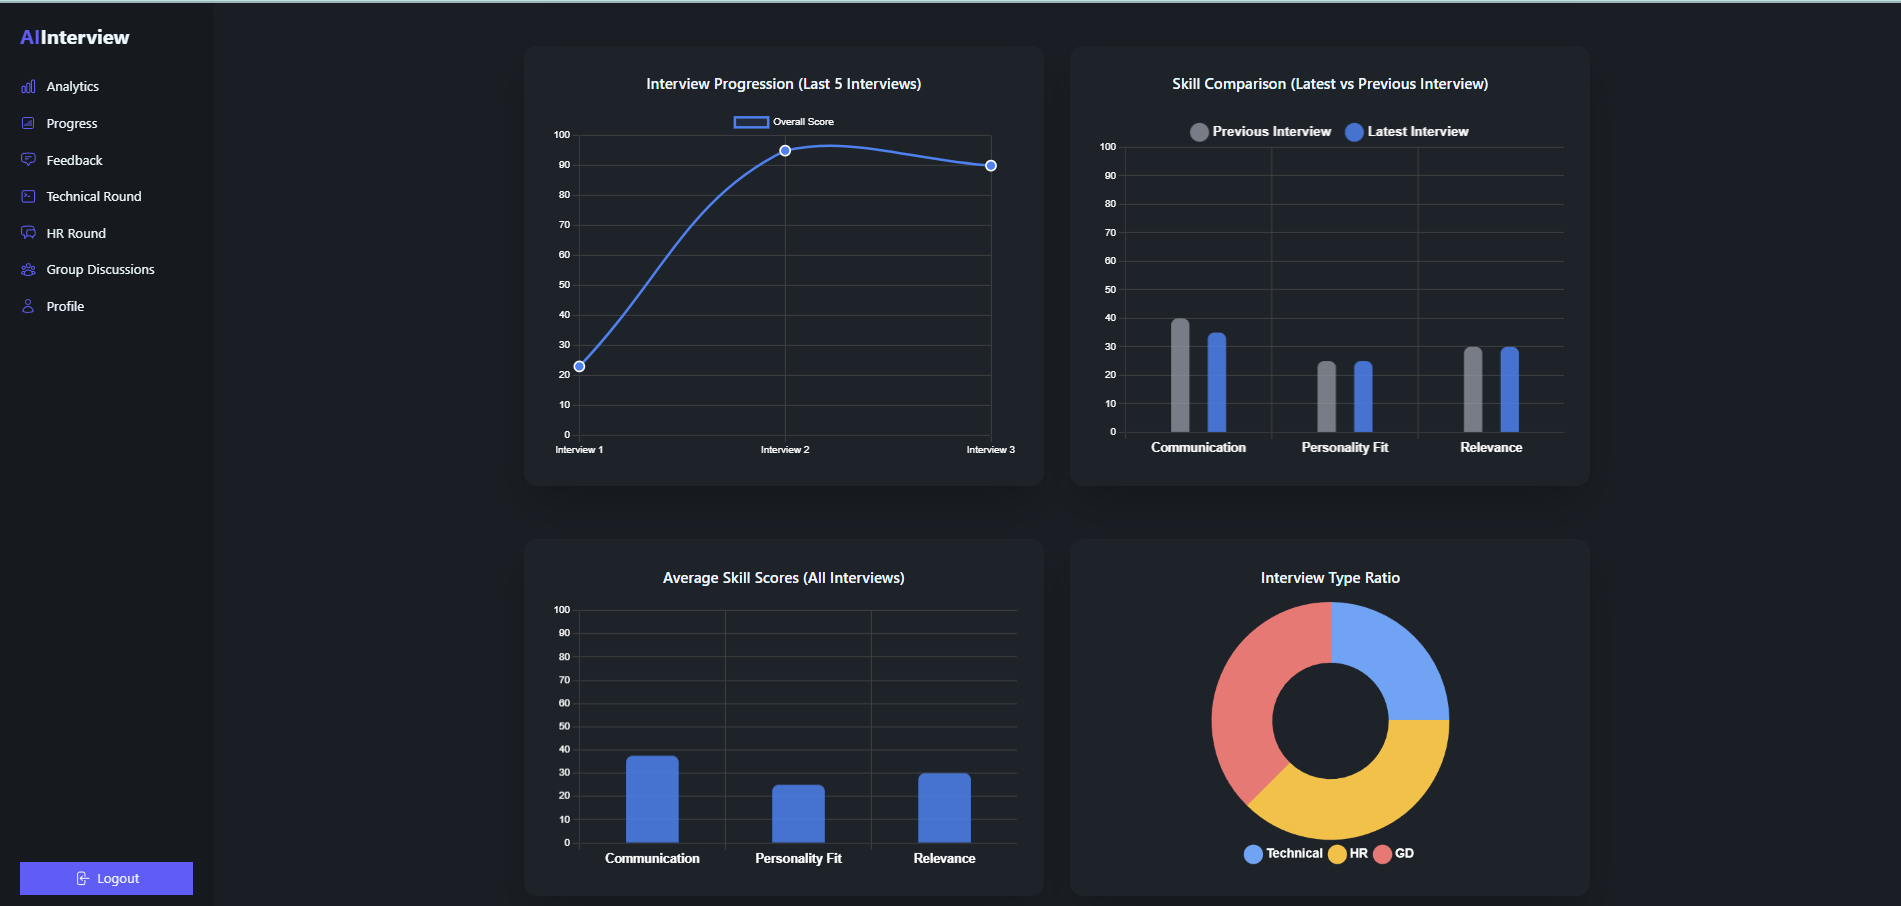 AIInterview
Analytics
Progress
Feedback
Technical Round
HR Round
Group Discussions
Profile
Logout
Interview Progression (Last 5 Interviews)
Overall Score
100
90
80
70
60
50
40
30
20
10
0
Interview 1
Interview 2
Interview 3
Skill Comparison (Latest vs Previous Interview)
Previous Interview
Latest Interview
100
90
80
70
60
50
40
30
20
10
0
Communication
Personality Fit
Relevance
Average Skill Scores (All Interviews)
100
90
80
70
60
50
40
30
20
10
0
Communication
Personality Fit
Relevance
Interview Type Ratio
Technical
HR
GD